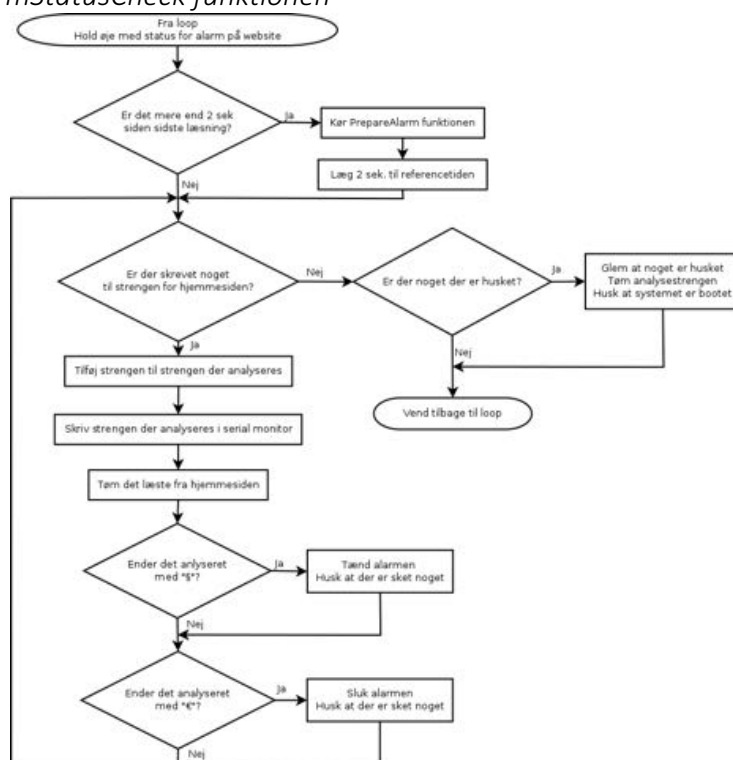 mStatusCheck funktionen
Fra loop
Hold øje med status for alarm på website
Er det mere end 2 sek
siden sidste læsning?
Ja
Kør PrepareAlarm funktionen
Læg 2 sek. til referencetiden
Nej
Er der skrevet noget
til strengen for hjemmesiden?
Nej
Er der noget der er husket?
Ja
Glem at noget er husket
Tøm analysestrengen
Husk at systemet er bootet
Ja
Nej
Tilføj strengen til strengen der analyseres
Vend tilbage til loop
Skriv strengen der analyseres i serial monitor
Tøm det læste fra hjemmesiden
Ender det anlyseret
med "§"?
Ja
Tænd alarmen
Husk at der er sket noget
Nej
Ender det analyseret
med "€"?
Ja
Sluk alarmen
Husk at der er sket noget
Nej